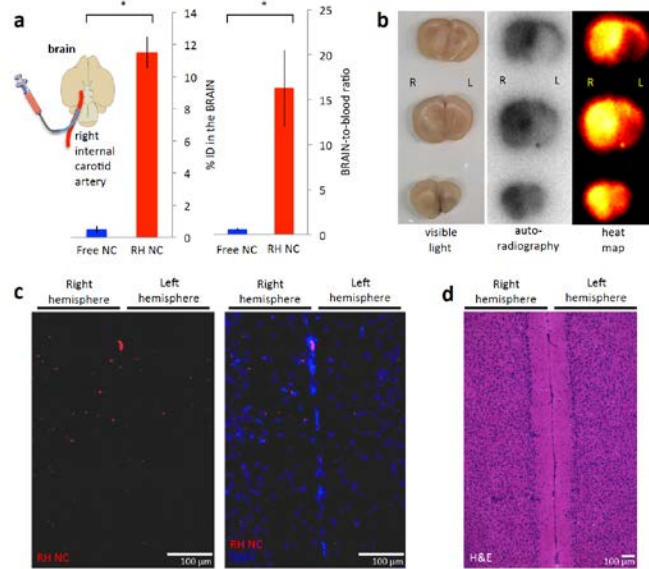 a
*
*
brain
right
internal
carotid
artery
14
12
10
8
6
4
2
0
% ID in the BRAIN
Free NC
RH NC
25
20
15
10
5
0
BRAIN-to-blood ratio
Free NC
RH NC
b
R
L
R
L
visible
light
auto-
radiography
heat
map
c
Right
hemisphere
Left
hemisphere
Right
hemisphere
Left
hemisphere
RH NC
100 µm
RH NC
100 µm
d
Right
hemisphere
Left
hemisphere
H&E
100 µm